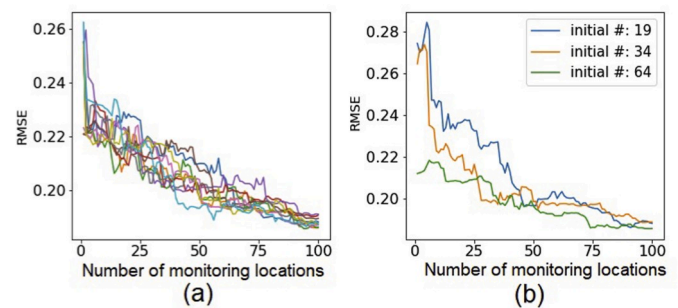 0.26
0.24
0.22
0.20
RMSE
0
25
50
75
100
Number of monitoring locations
(a)
0.28
0.26
0.24
0.22
0.20
RMSE
initial #: 19
initial #: 34
initial #: 64
0
25
50
75
100
Number of monitoring locations
(b)